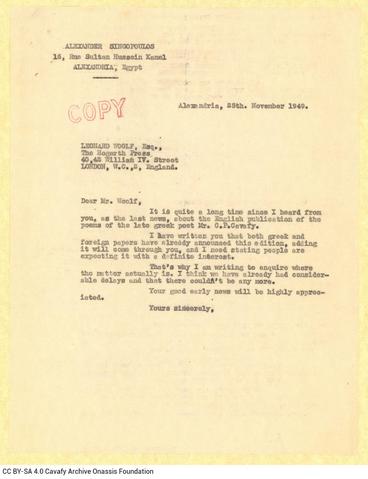 ALEXANDER SINGOPOULOS
15, Rue Sultan Hussein Kamel
ALEXANDRIA, Egypt
COPY
Alexandria, 25th. November 1949.
LEONARD WOOLF, Esq.,
The Hogarth Press
40,42 William IV. Street
LONDON, W.C.,2, England.
Dear Mr. Woolf,
It is quite a long time since I heard from
you, as the last news, about the English publication of the
poems of the late greek poet Mr. C.P.Cavafy.
I have written you that both greek and
foreign papers have already announced this edition, adding
it will come through you, and I need stating people are
expecting it with a definite interest.
That's why I am writing to enquire where
tho matter actually is. I think we have already had consider-
able delays and that there couldn't be any more.
Your good early news will be highly apprec-
iated.
Yours sincerely,
CC BY-SA 4.0 Cavafy Archive Onassis Foundation